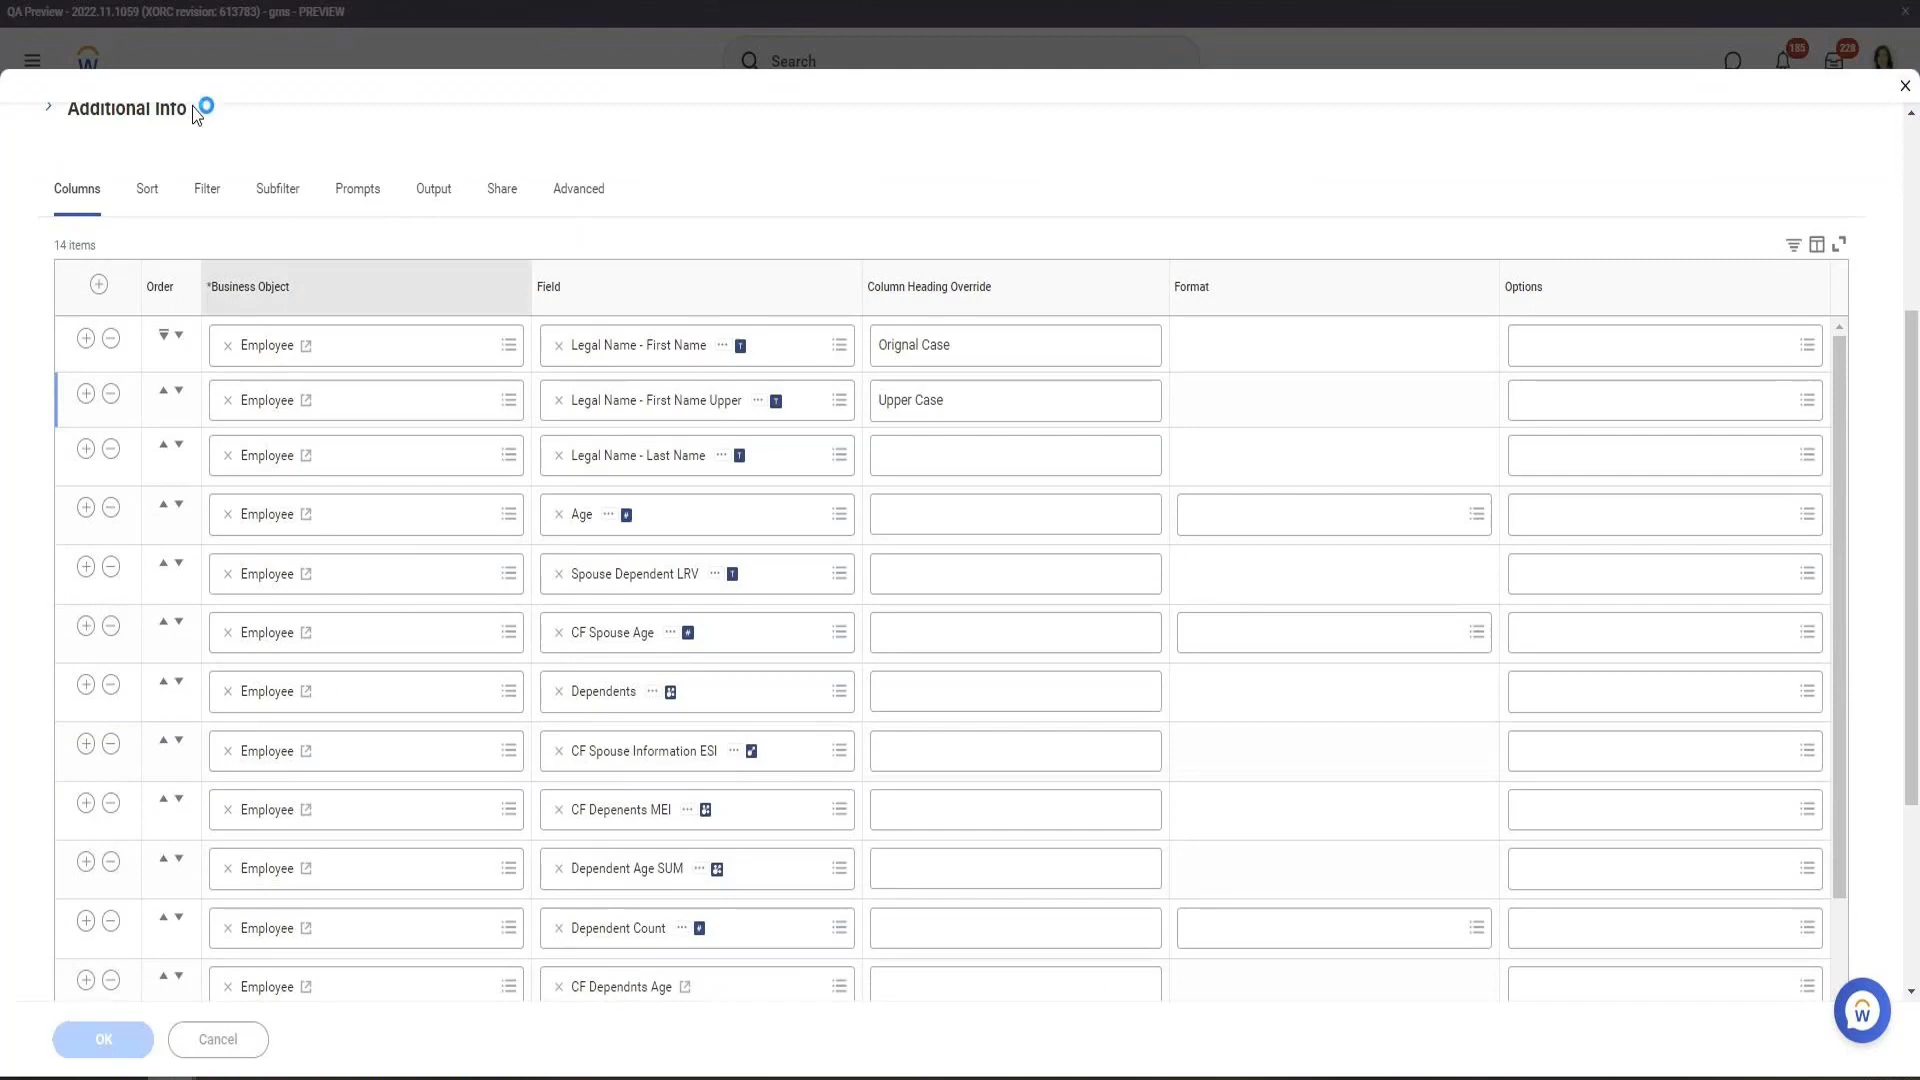 QA Preview - 2022.11.1059 (XORC revision: 613783) - gms - PREVIEW
Search
185
228
Additional Info
Columns Sort Filter Subfilter Prompts Output Share Advanced
14 items
Order *Business Object Field Column Heading Override Format Options
Employee Legal Name - First Name Orignal Case
Employee Legal Name - First Name Upper Upper Case
Employee Legal Name - Last Name
Employee Age
Employee Spouse Dependent LRV
Employee CF Spouse Age
Employee Dependents
Employee CF Spouse Information ESI
Employee CF Depenents MEI
Employee Dependent Age SUM
Employee Dependent Count
Employee CF Dependnts Age
OK Cancel